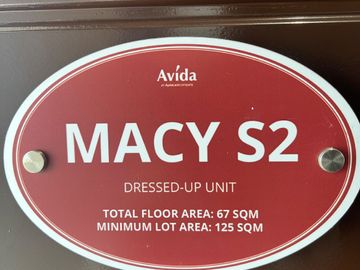 Avida
MACY S2
DRESSED-UP UNIT
TOTAL FLOOR AREA: 67 SQM
MINIMUM LOT AREA: 125 SQM